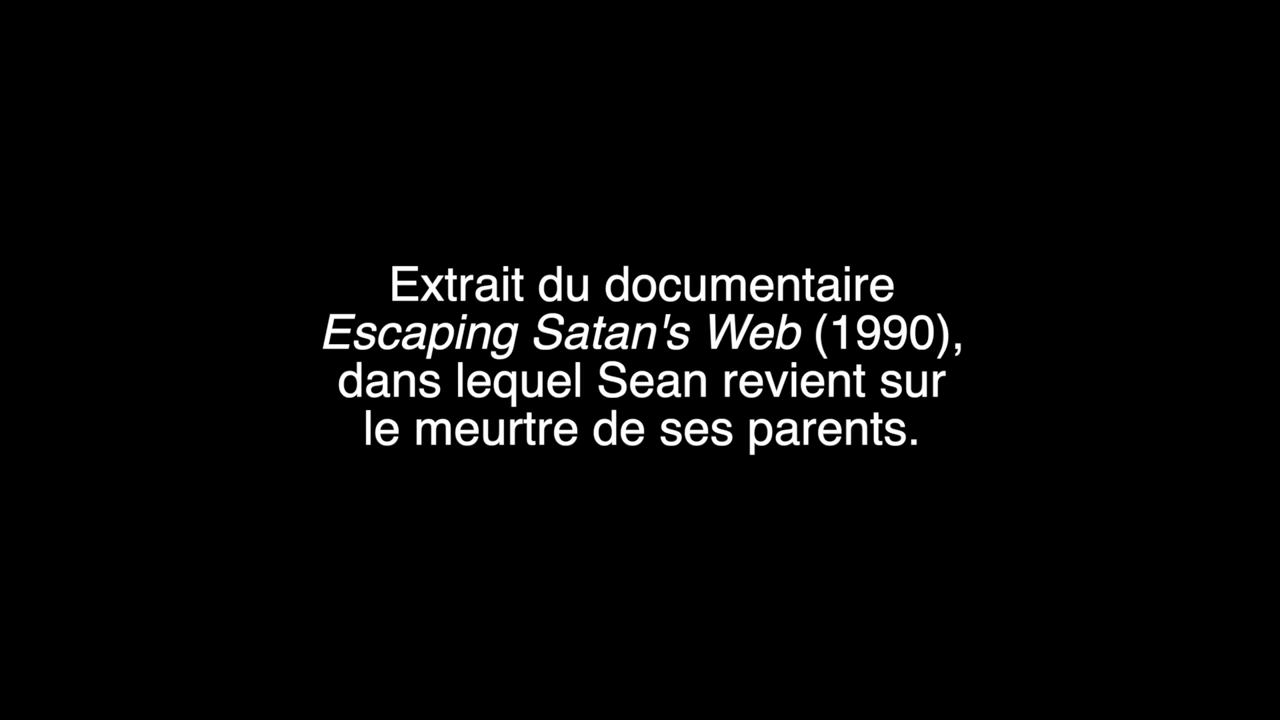 Extrait du documentaire
Escaping Satan's Web (1990),
dans lequel Sean revient sur
le meurtre de ses parents.